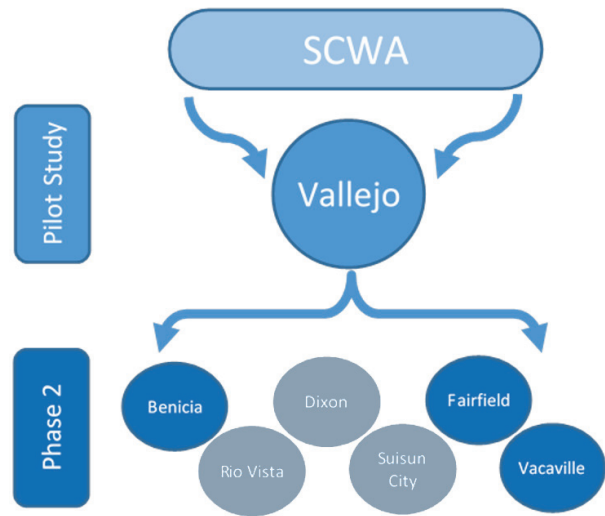 SCWA
Pilot Study
Vallejo
Phase 2
Benicia
Dixon
Fairfield
Rio Vista
Suisun
City
Vacaville